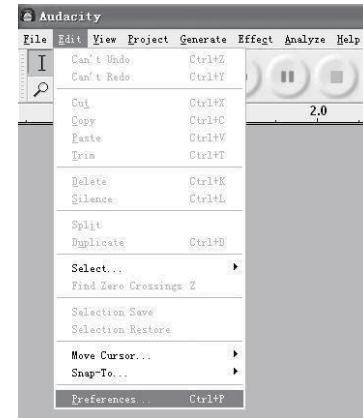 Audacity
File Edit View Project Generate Effect Analyze Help
Can't Undo Ctrl+Z
Can't Redo Ctrl+Y
Cut Ctrl+X
Copy Ctrl+C
Paste Ctrl+V
Trim Ctrl+T
2.0
Delete Ctrl+K
Silence Ctrl+L
Split
Duplicate Ctrl+D
Select...
Find Zero Crossings Z
Selection Save
Selection Restore
Move Cursor...
Snap-To...
Preferences... Ctrl+P